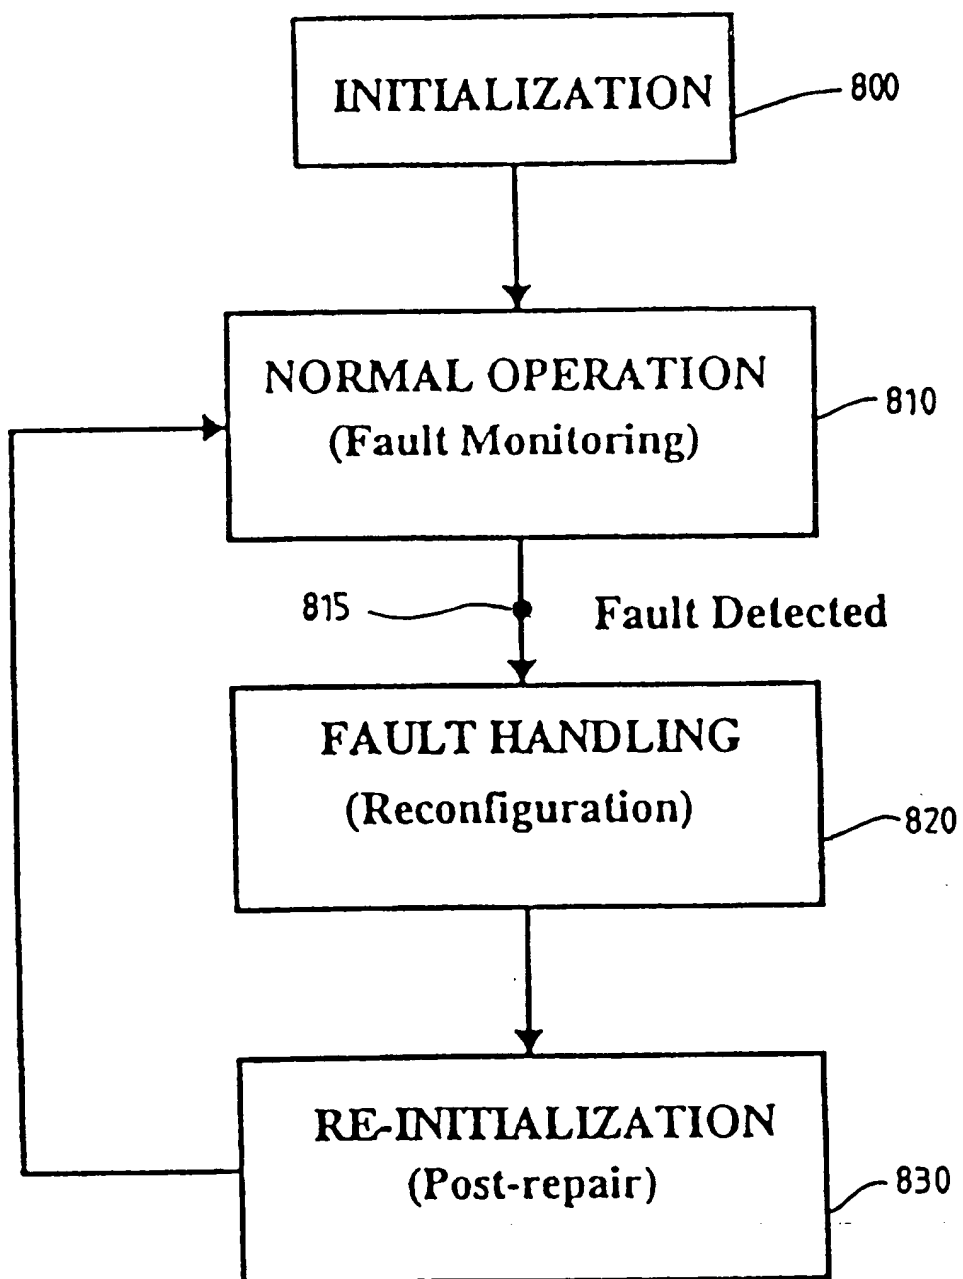 INITIALIZATION
800
NORMAL OPERATION
(Fault Monitoring)
810
815
Fault Detected
FAULT HANDLING
(Reconfiguration)
820
RE-INITIALIZATION
(Post-repair)
830